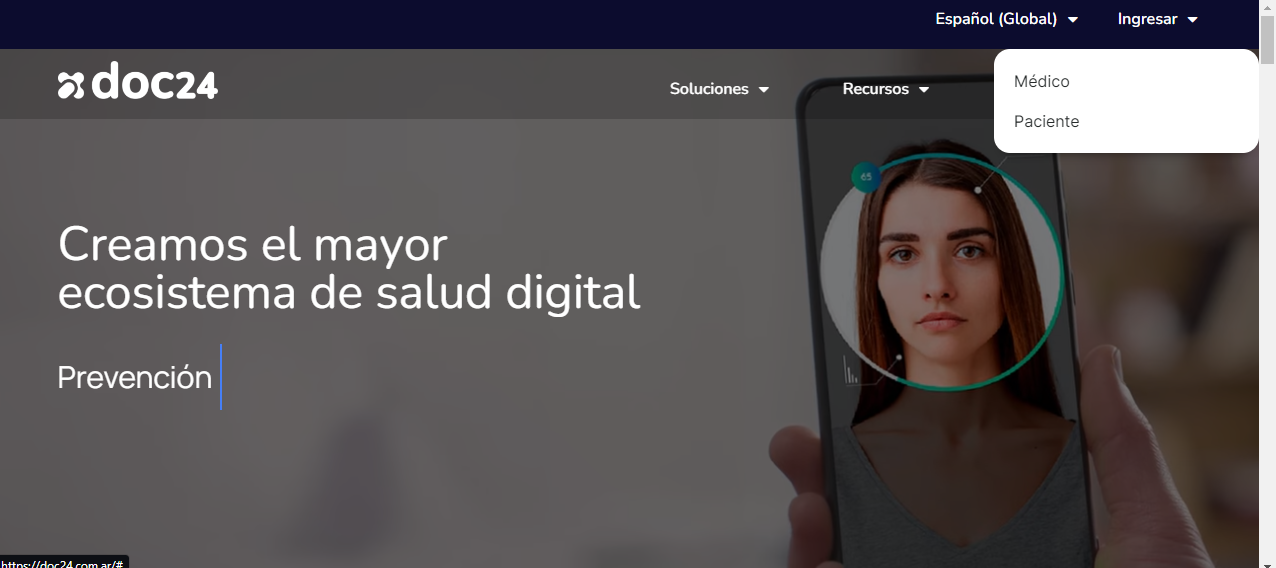 Español (Global) Ingresar
doc24
Soluciones Recursos
Médico
Paciente
65
Creamos el mayor
ecosistema de salud digital
Prevención
https://doc24.com.ar/#